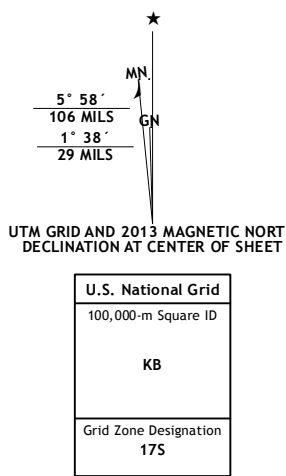 MN.
GN
5° 58´
106 MILS
1° 38´
29 MILS
UTM GRID AND 2013 MAGNETIC NORT
DECLINATION AT CENTER OF SHEET
U.S. National Grid
100,000-m Square ID
KB
Grid Zone Designation
17S